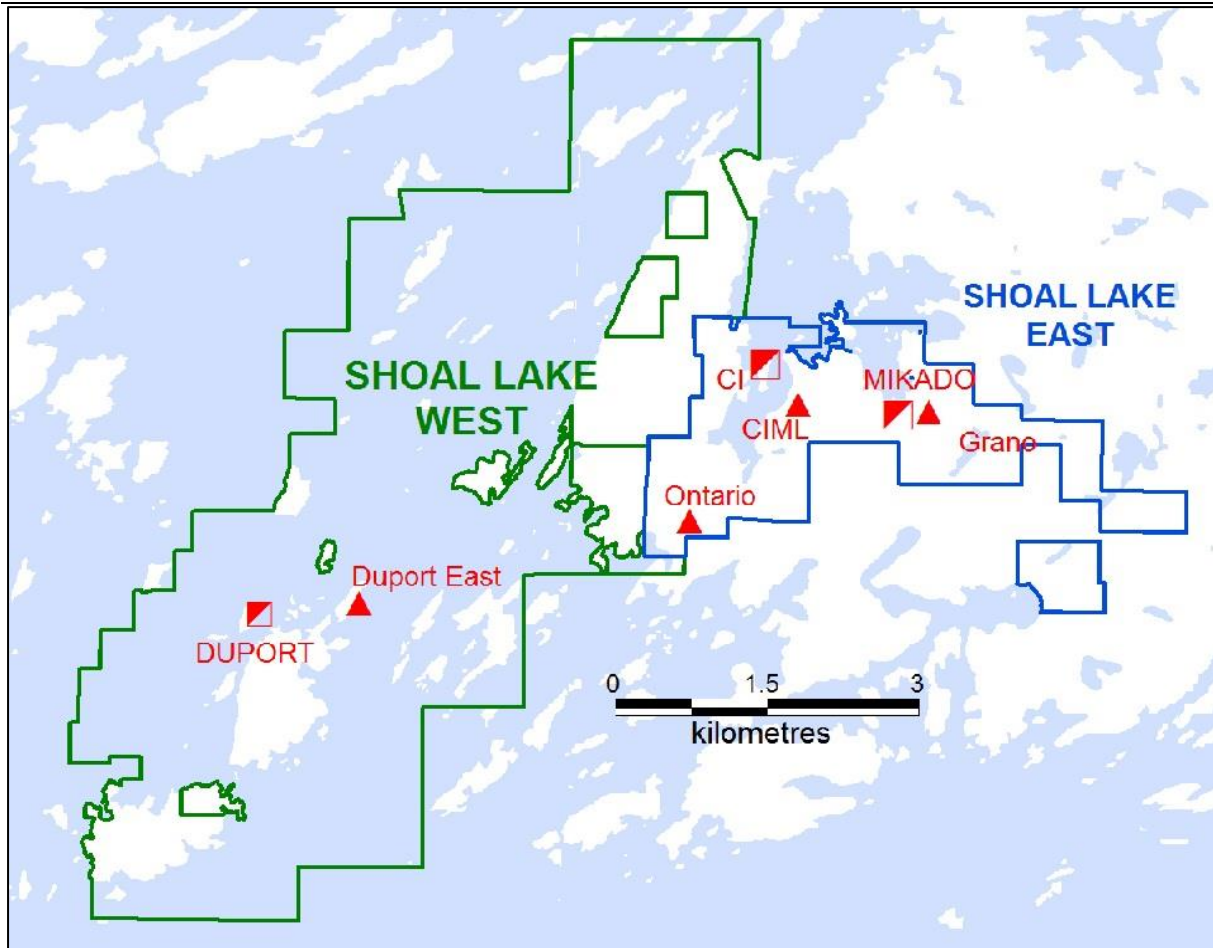 SHOAL LAKE
EAST
SHOAL LAKE
WEST
CI
MIKADO
CIML
Grano
Ontario
Duport East
DUPORT
0 1.5 3
kilometres